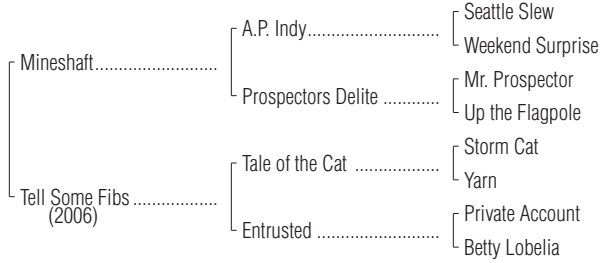 Seattle Slew
A.P. Indy............................
Weekend Surprise
Mineshaft..........................
Mr. Prospector
Prospectors Delite ............
Up the Flagpole
Storm Cat
Tale of the Cat ..................
Yarn
Tell Some Fibs ..................
(2006)
Private Account
Entrusted ..........................
Betty Lobelia